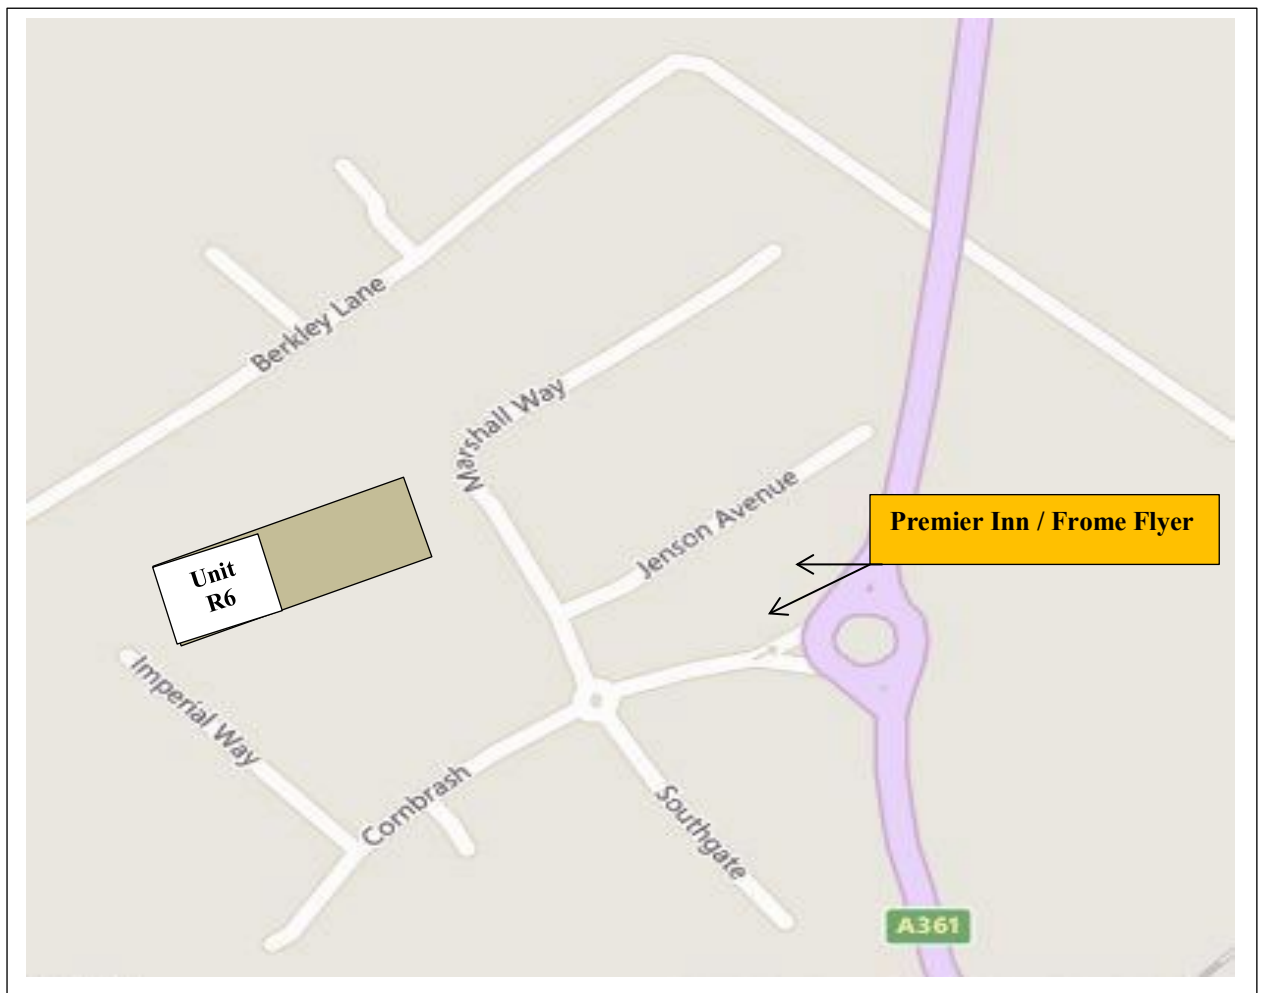 Berkley Lane
Marshall Way
Jenson Avenue
Premier Inn / Frome Flyer
Unit
R6
Imperial Way
Cornbrash
Southgate
A361